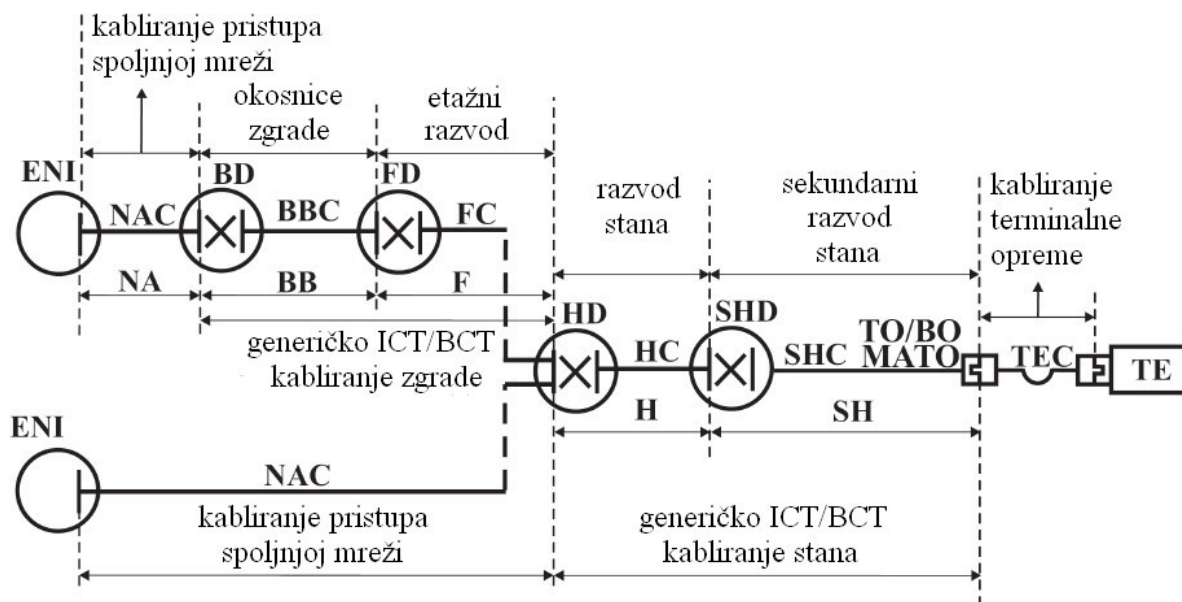 kabliranje pristupa
spoljnjoj mreži
okosnice
zgrade
etažni
razvod
ENI
BD
FD
NAC
BBC
FC
NA
BB
F
razvod
stana
sekundarni
razvod
stana
kabliranje
terminalne
opreme
generičko ICT/BCT
kabliranje zgrade
HD
SHD
TO/BO
MATO
HC
SHC
TEC
TE
H
SH
ENI
NAC
kabliranje pristupa
spoljnjoj mreži
generičko ICT/BCT
kabliranje stana